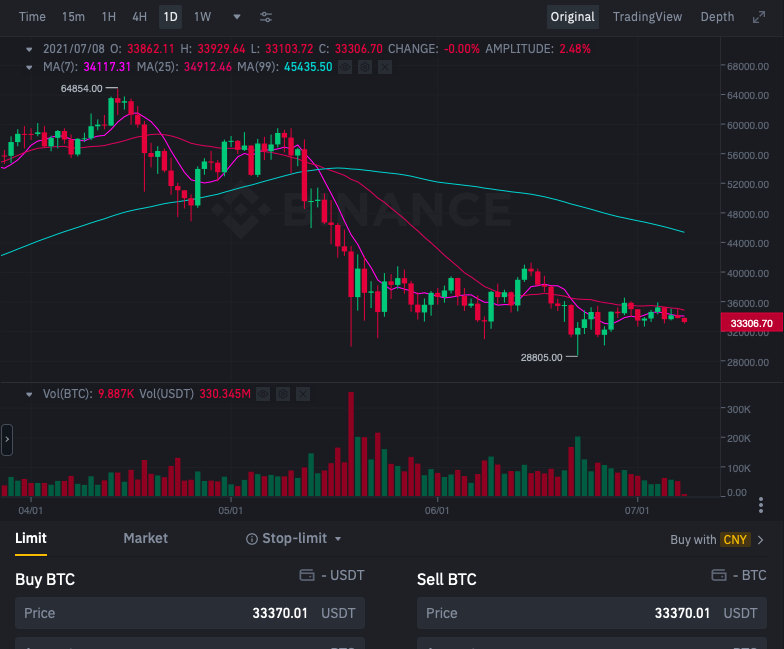 Time 15m 1H 4H 1D 1W Original TradingView Depth
2021/07/08 O: 33862.11 H: 33929.64 L: 33103.72 C: 33306.70 CHANGE: -0.00% AMPLITUDE: 2.48%
MA(7): 34117.31 MA(25): 34912.46 MA(99): 45435.50
68000.00
64854.00
64000.00
60000.00
56000.00
52000.00
BINANCE
48000.00
44000.00
40000.00
36000.00
33306.70
32000.00
28805.00
28000.00
Vol(BTC): 9.887K Vol(USDT) 330.345M
300K
200K
100K
0.00
04/01 05/01 06/01 07/01
Limit Market Stop-limit Buy with CNY
Buy BTC - USDT Sell BTC - BTC
Price 33370.01 USDT Price 33370.01 USDT